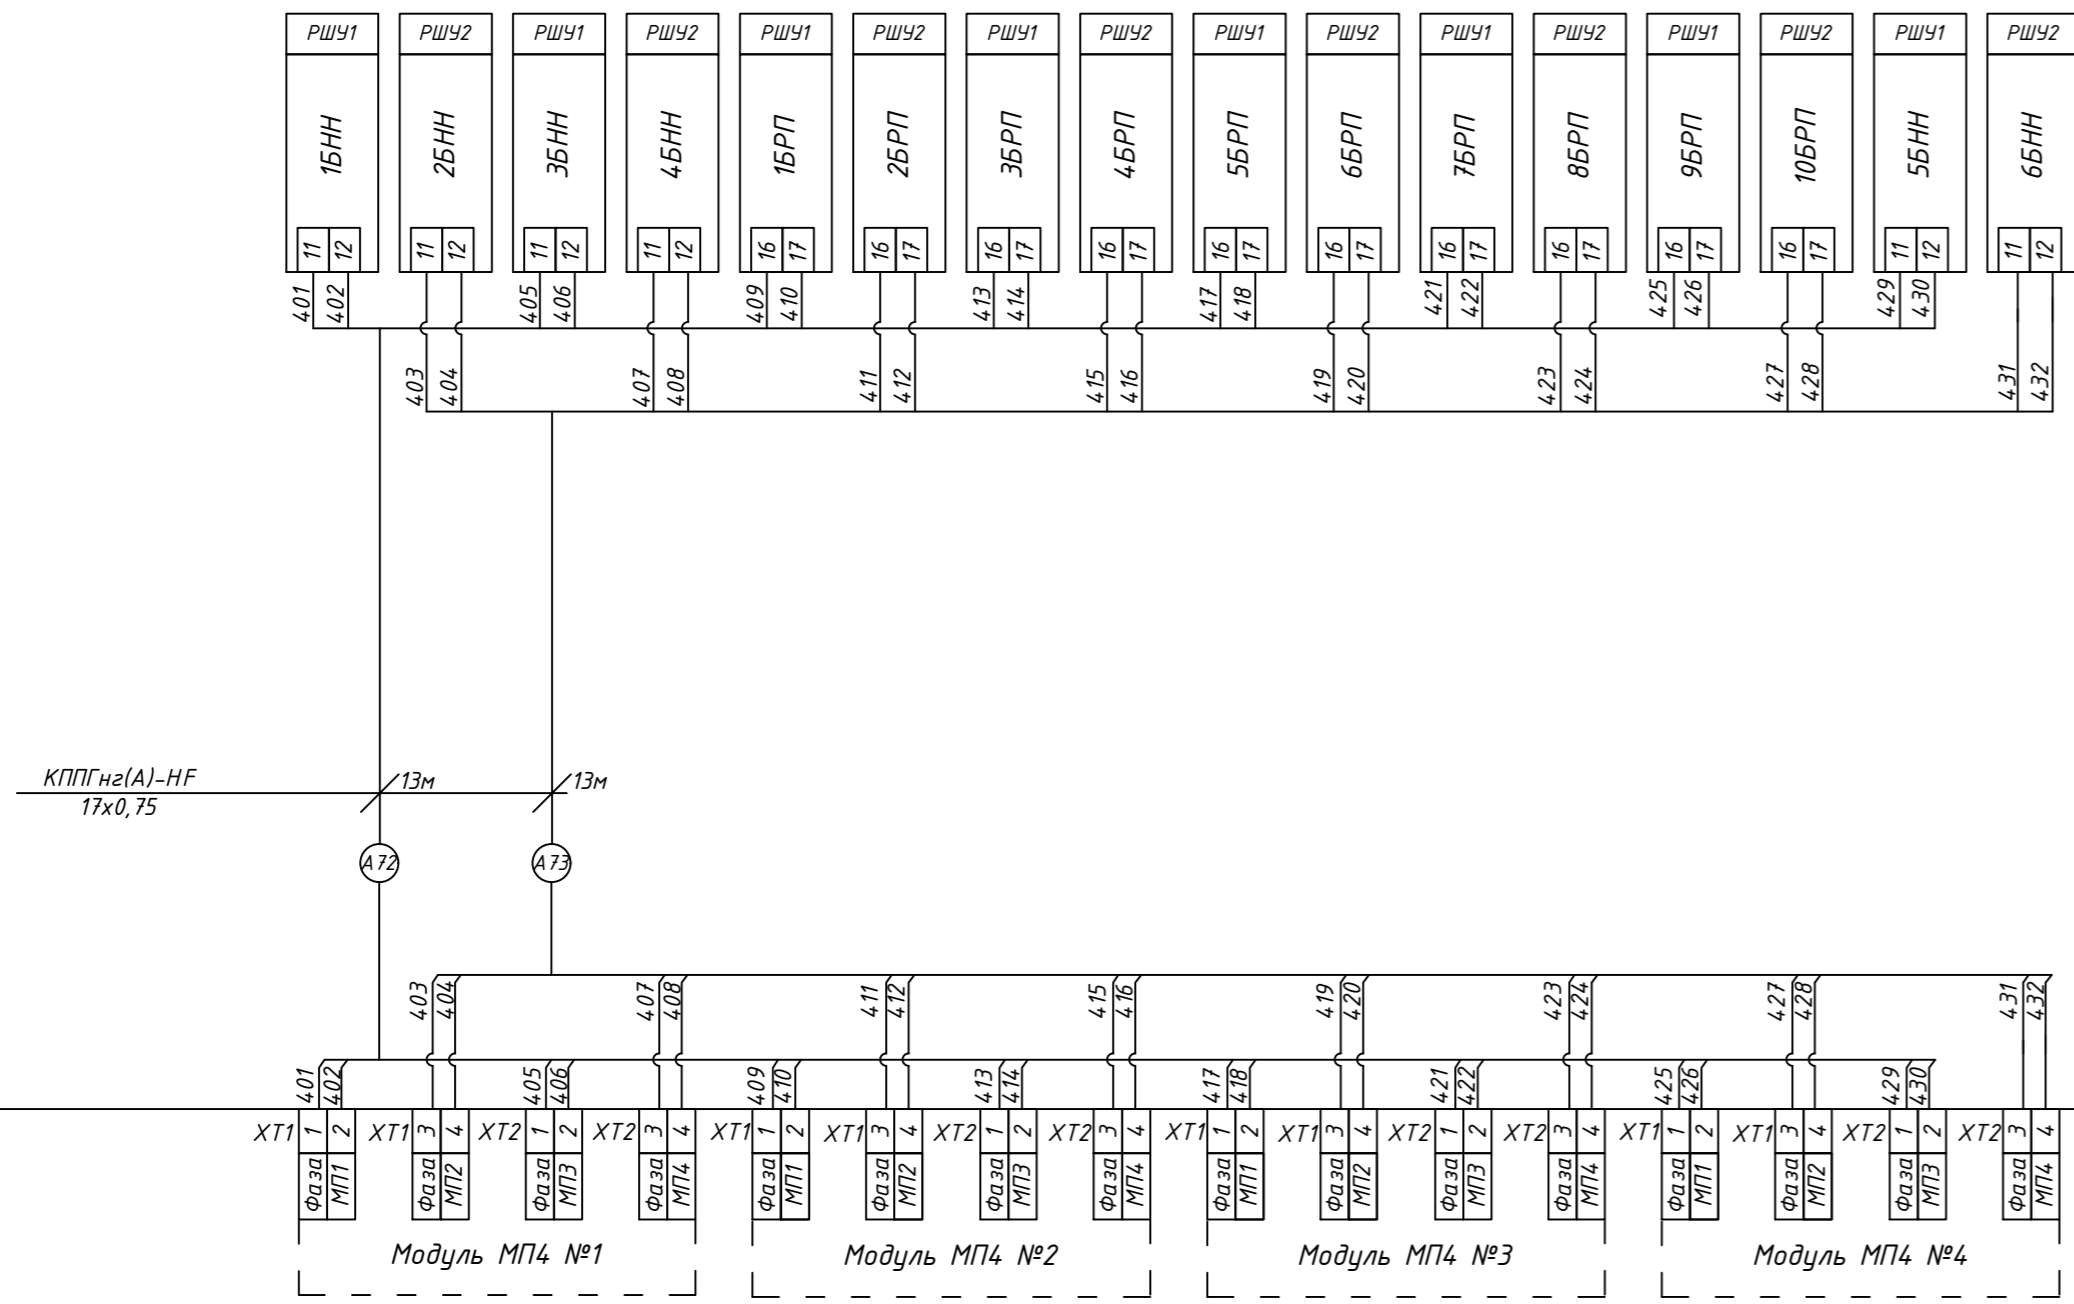 РШУ1 РШУ2 РШУ1 РШУ2 РШУ1 РШУ2 РШУ1 РШУ2 РШУ1 РШУ2 РШУ1 РШУ2 РШУ1 РШУ2 РШУ1 РШУ2
1БНН 2БНН 3БНН 4БНН 1БРП 2БРП 3БРП 4БРП 5БРП 6БРП 7БРП 8БРП 9БРП 10БРП 5БНН 6БНН
11 12 11 12 11 12 11 12 16 17 16 17 16 17 16 17 16 17 16 17 16 17 16 17 16 17 16 17 11 12 11 12
401 402 405 406 409 410 413 414 417 418 421 422 425 426 429 430
403 404 407 408 411 412 415 416 419 420 423 424 427 428 431 432
КППГнг(А)-HF 13м 13м
17х0,75
А72 А73
403 404 407 408 411 412 415 416 419 420 423 424 427 428 431 432
401 402 405 406 409 410 413 414 417 418 421 422 425 426 429 430
XT1 1 2 XT1 3 4 XT2 1 2 XT2 3 4 XT1 1 2 XT1 3 4 XT2 1 2 XT2 3 4 XT1 1 2 XT1 3 4 XT2 1 2 XT2 3 4 XT1 1 2 XT1 3 4 XT2 1 2 XT2 3 4
Фаза МП1 Фаза МП2 Фаза МП3 Фаза МП4 Фаза МП1 Фаза МП2 Фаза МП3 Фаза МП4 Фаза МП1 Фаза МП2 Фаза МП3 Фаза МП4 Фаза МП1 Фаза МП2 Фаза МП3 Фаза МП4
Модуль МП4 №1 Модуль МП4 №2 Модуль МП4 №3 Модуль МП4 №4